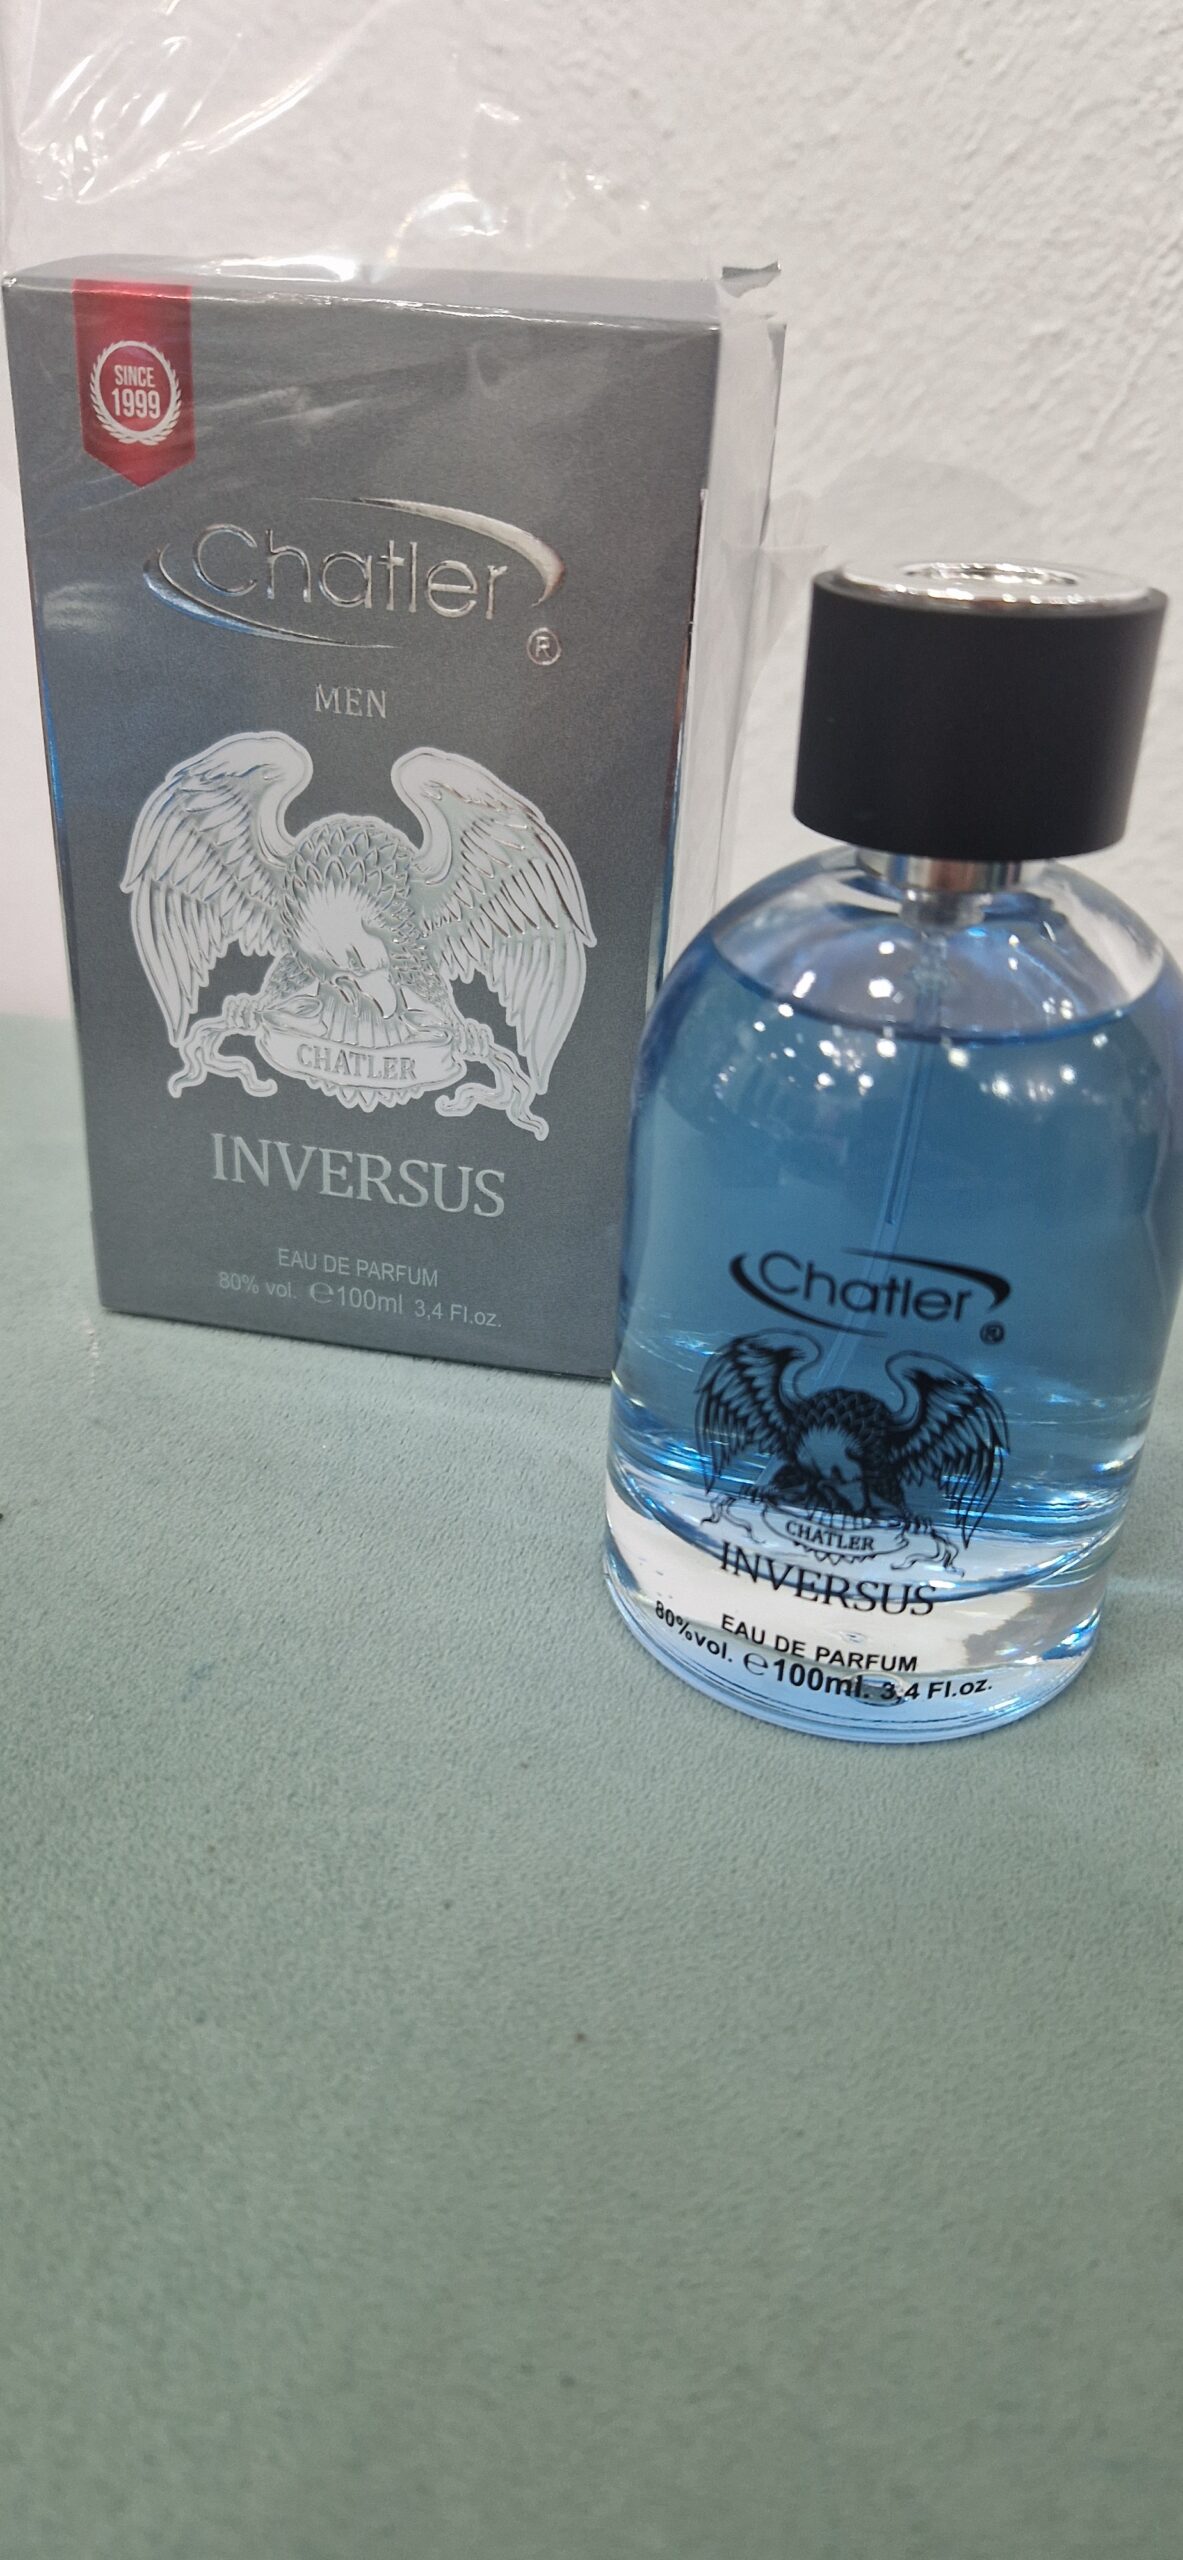 SINCE
1999
Chatler
®
MEN
CHATLER
INVERSUS
EAU DE PARFUM
80% vol. ℮100ml 3,4 Fl.oz.
Chatler
®
CHATLER
INVERSUS
EAU DE PARFUM
80%vol. ℮100ml. 3,4 Fl.oz.